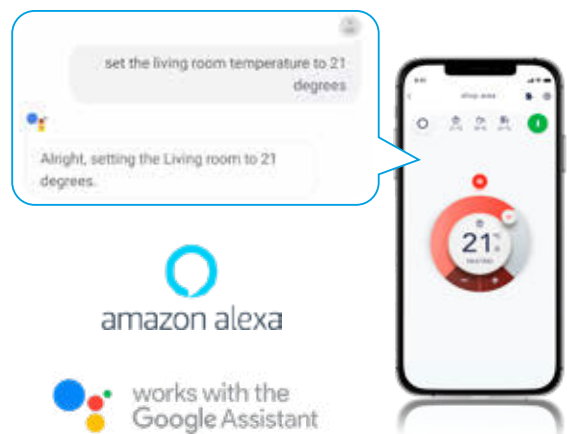 set the living room temperature to 21
degrees
Alright, setting the Living room to 21
degrees.
21
amazon alexa
works with the
Google Assistant